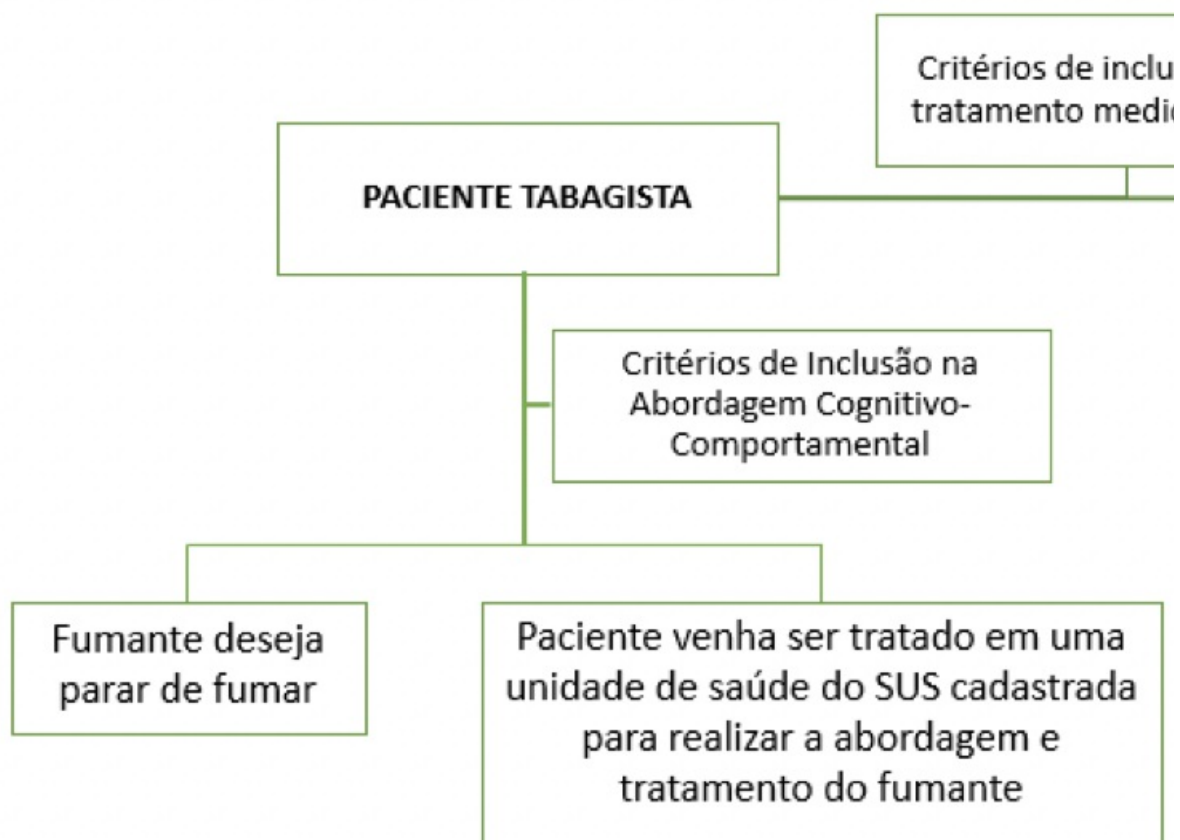 Critérios de inclu
tratamento medic
PACIENTE TABAGISTA
Critérios de Inclusão na
Abordagem Cognitivo-
Comportamental
Fumante deseja
parar de fumar
Paciente venha ser tratado em uma
unidade de saúde do SUS cadastrada
para realizar a abordagem e
tratamento do fumante